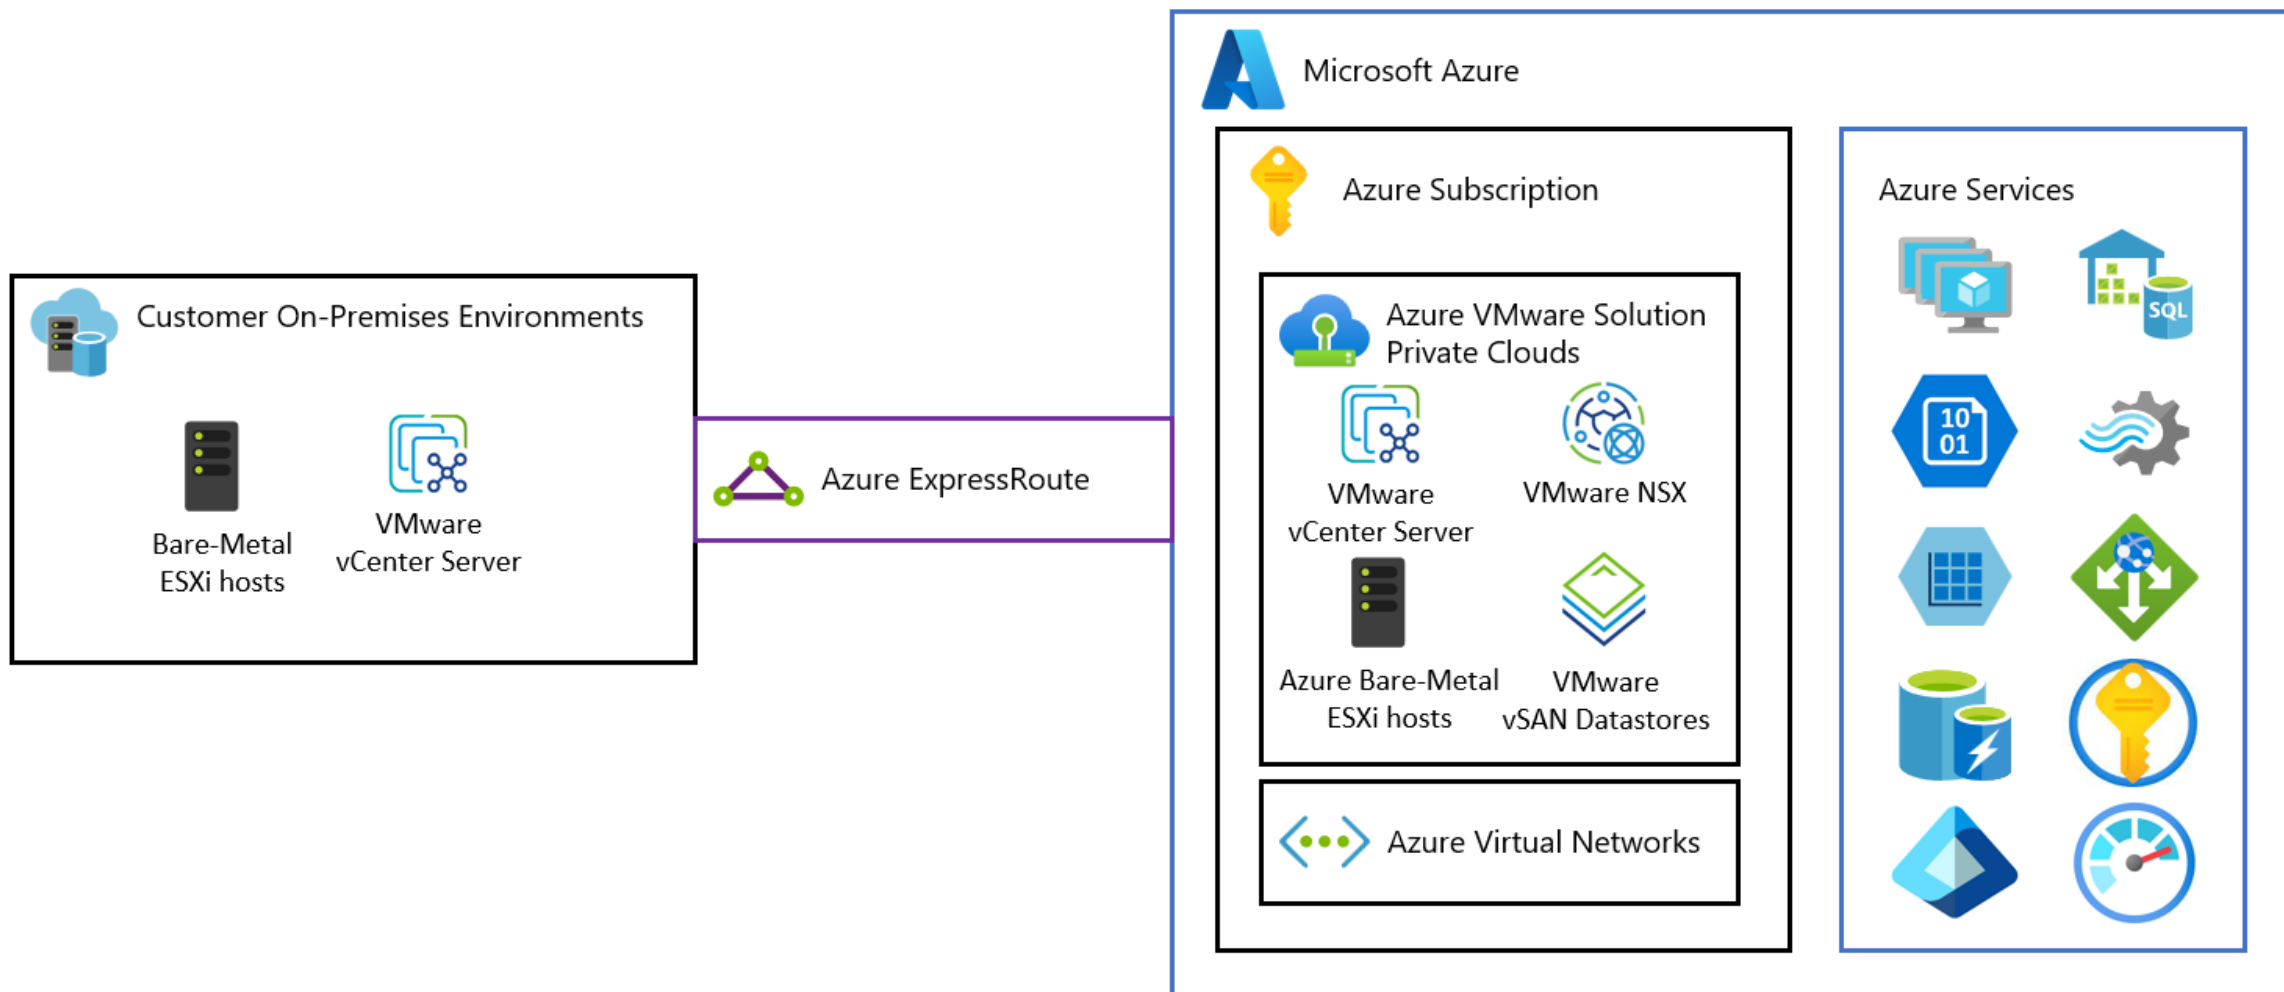 Microsoft Azure
Azure Subscription
Azure Services
SQL
Customer On-Premises Environments
Azure VMware Solution
Private Clouds
10
01
Bare-Metal
ESXi hosts
VMware
vCenter Server
Azure ExpressRoute
VMware
vCenter Server
VMware NSX
Azure Bare-Metal
ESXi hosts
VMware
vSAN Datastores
Azure Virtual Networks